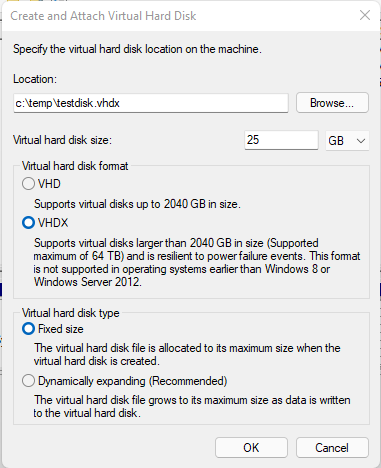 Create and Attach Virtual Hard Disk
Specify the virtual hard disk location on the machine.
Location:
c:\temp\testdisk.vhdx
Browse...
Virtual hard disk size:
25
GB
Virtual hard disk format
VHD
Supports virtual disks up to 2040 GB in size.
VHDX
Supports virtual disks larger than 2040 GB in size (Supported
maximum of 64 TB) and is resilient to power failure events. This format
is not supported in operating systems earlier than Windows 8 or
Windows Server 2012.
Virtual hard disk type
Fixed size
The virtual hard disk file is allocated to its maximum size when the
virtual hard disk is created.
Dynamically expanding (Recommended)
The virtual hard disk file grows to its maximum size as data is written
to the virtual hard disk.
OK
Cancel